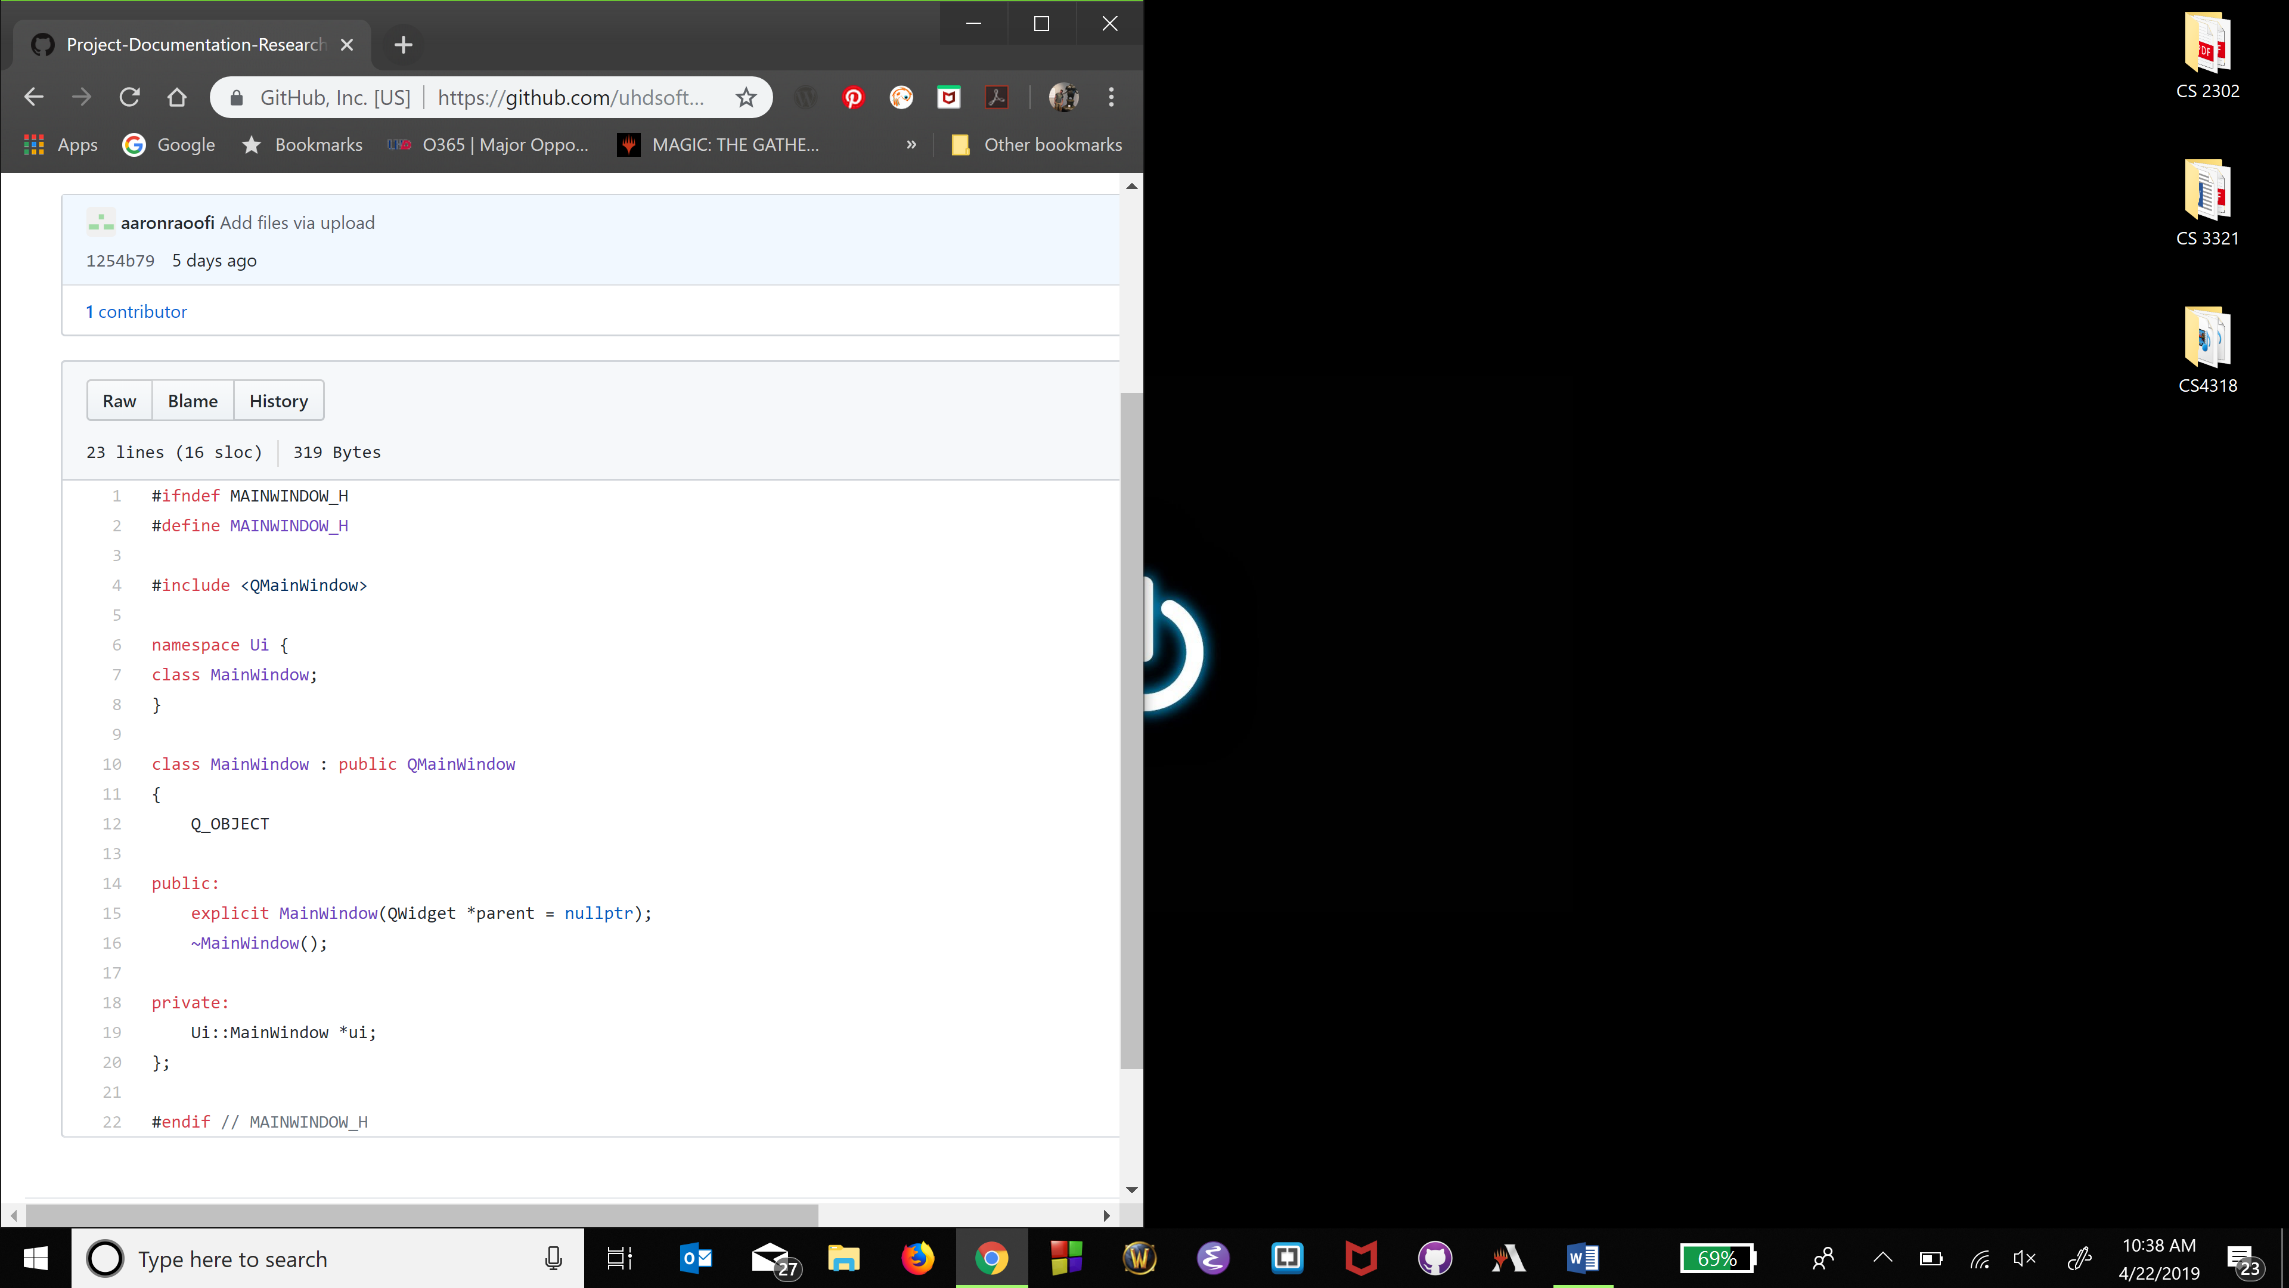 Project-Documentation-Research
GitHub, Inc. [US] https://github.com/uhdsoft...
Apps Google Bookmarks O365 | Major Oppo... MAGIC: THE GATHE... » Other bookmarks
aaronraoofi Add files via upload
1254b79 5 days ago
1 contributor
Raw Blame History
23 lines (16 sloc) 319 Bytes
1 #ifndef MAINWINDOW_H
2 #define MAINWINDOW_H
3
4 #include <QMainWindow>
5
6 namespace Ui {
7 class MainWindow;
8 }
9
10 class MainWindow : public QMainWindow
11 {
12 Q_OBJECT
13
14 public:
15 explicit MainWindow(QWidget *parent = nullptr);
16 ~MainWindow();
17
18 private:
19 Ui::MainWindow *ui;
20 };
21
22 #endif // MAINWINDOW_H
CS 2302
CS 3321
CS4318
Type here to search
27
69%
10:38 AM
4/22/2019
23